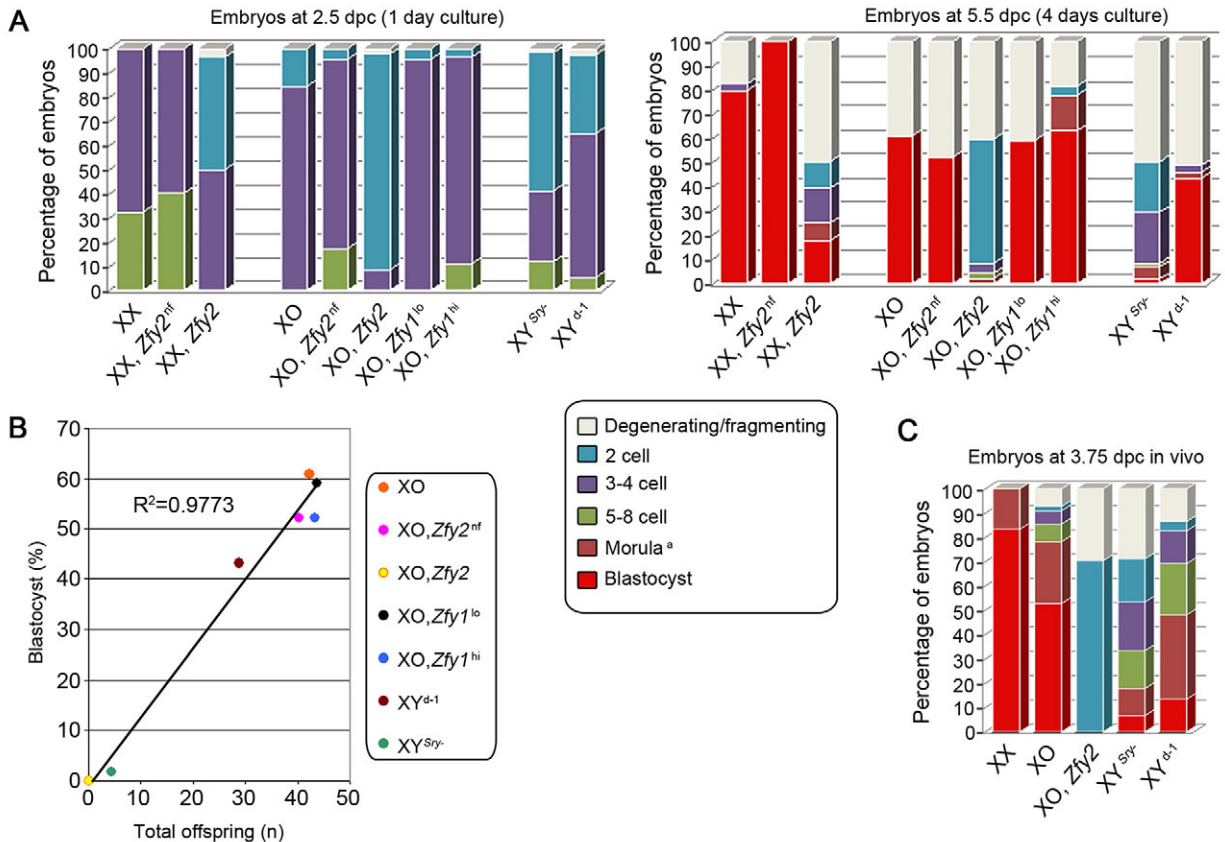 A
Embryos at 2.5 dpc (1 day culture)
Percentage of embryos
100
90
80
70
60
50
40
30
20
10
0
XX
XX, Zfy2nf
XX, Zfy2
XO
XO, Zfy2nf
XO, Zfy2
XO, Zfy1lo
XO, Zfy1hi
XYSry-
XYd-1
Embryos at 5.5 dpc (4 days culture)
Percentage of embryos
100
90
80
70
60
50
40
30
20
10
0
XX
XX, Zfy2nf
XX, Zfy2
XO
XO, Zfy2nf
XO, Zfy2
XO, Zfy1lo
XO, Zfy1hi
XYSry-
XYd-1
B
Blastocyst (%)
70
60
50
40
30
20
10
0
R2=0.9773
0
10
20
30
40
50
Total offspring (n)
XO
XO, Zfy2nf
XO, Zfy2
XO, Zfy1lo
XO, Zfy1hi
XYd-1
XYSry-
Degenerating/fragmenting
2 cell
3-4 cell
5-8 cell
Morula a
Blastocyst
C
Embryos at 3.75 dpc in vivo
Percentage of embryos
100
90
80
70
60
50
40
30
20
10
0
XX
XO
XO, Zfy2
XYSry-
XYd-1